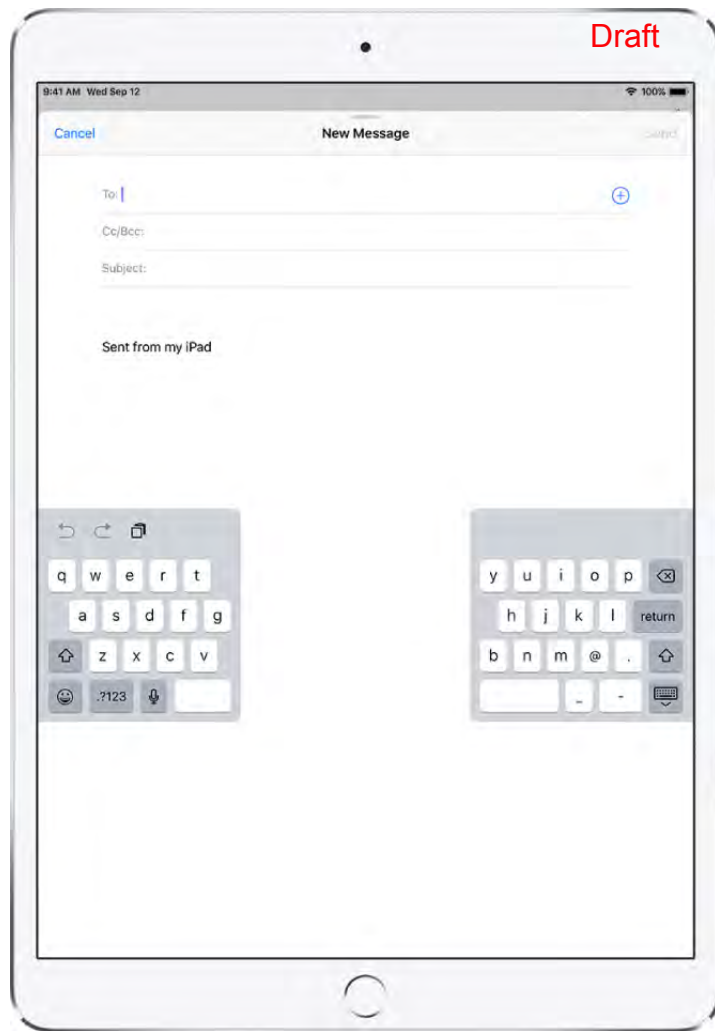 Draft
9:41 AM Wed Sep 12 100%
Cancel New Message Send
To:
Cc/Bcc:
Subject:
Sent from my iPad
q w e r t y u i o p
a s d f g h j k l return
z x c v b n m @ .
.?123 _ -